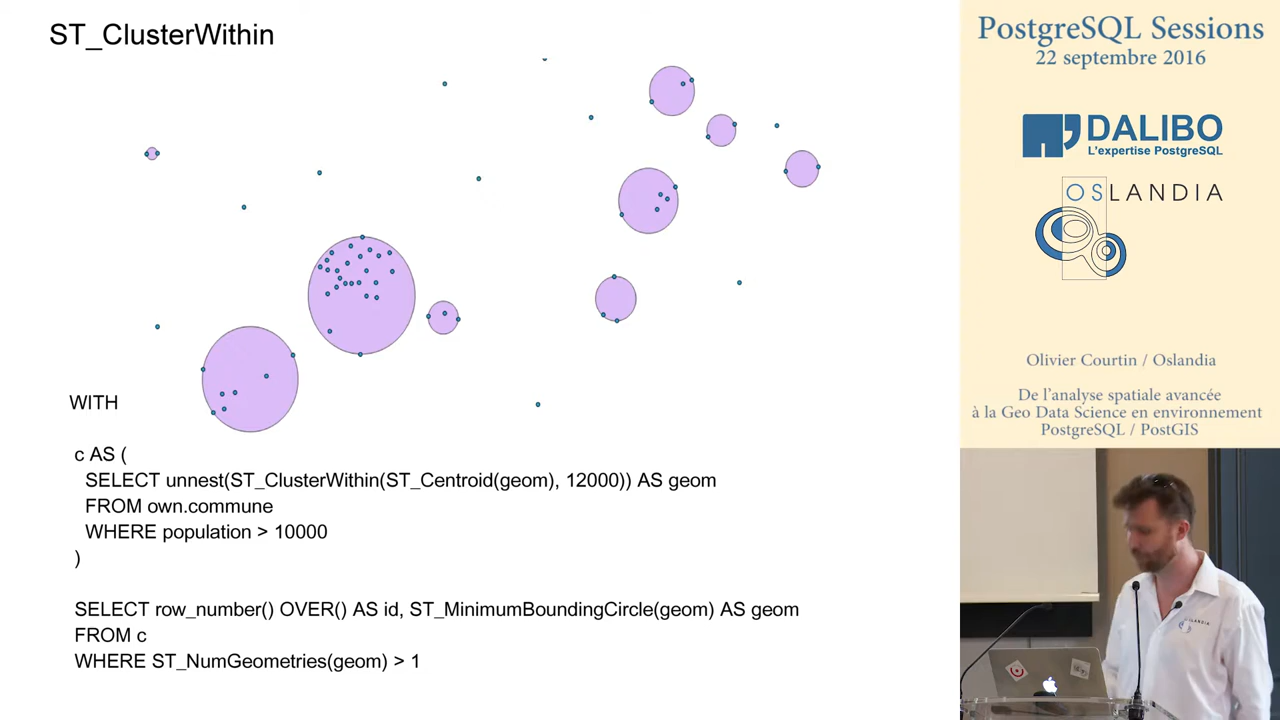 ST_ClusterWithin
WITH
c AS (
SELECT unnest(ST_ClusterWithin(ST_Centroid(geom), 12000)) AS geom
FROM own.commune
WHERE population > 10000
)
SELECT row_number() OVER() AS id, ST_MinimumBoundingCircle(geom) AS geom
FROM c
WHERE ST_NumGeometries(geom) > 1
PostgreSQL Sessions
22 septembre 2016
DALIBO
L'expertise PostgreSQL
OSLANDIA
Olivier Courtin / Oslandia
De l'analyse spatiale avancée
à la Geo Data Science en environnement
PostgreSQL / PostGIS
OSLANDIA